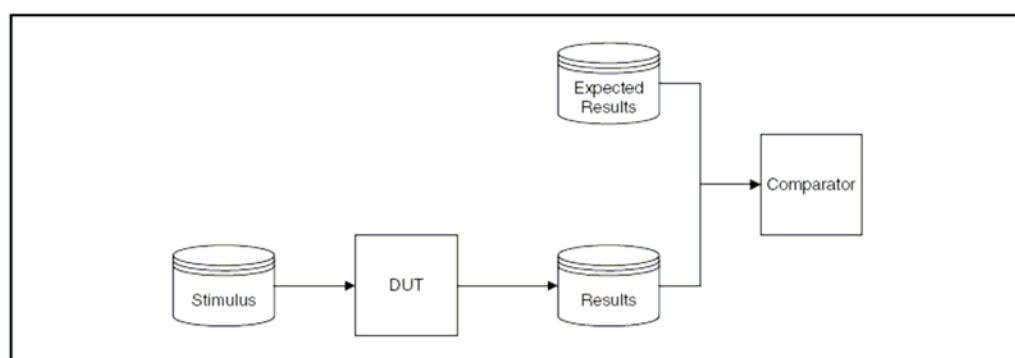 Expected
Results
Comparator
Stimulus
DUT
Results